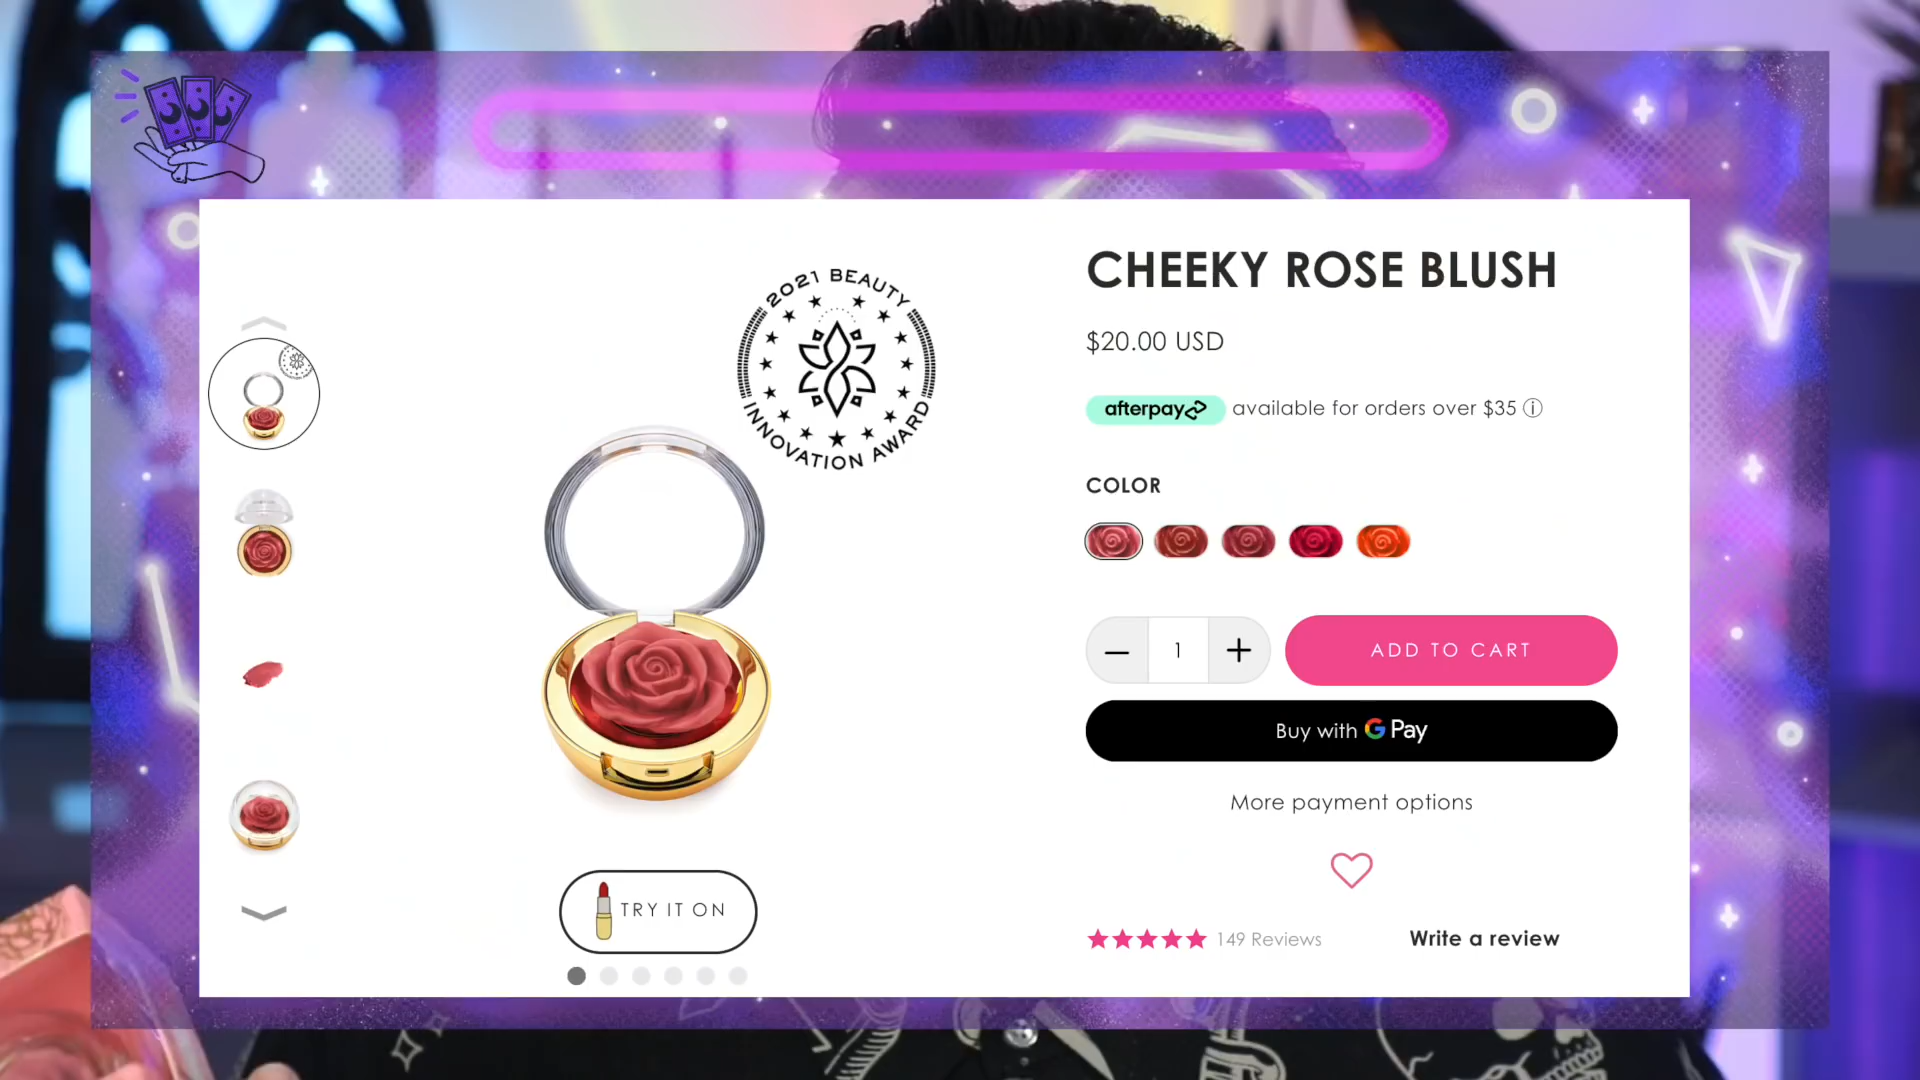 2021 BEAUTY
INNOVATION AWARD
CHEEKY ROSE BLUSH
$20.00 USD
afterpay available for orders over $35 ⓘ
COLOR
1
ADD TO CART
Buy with G Pay
More payment options
TRY IT ON
149 Reviews
Write a review